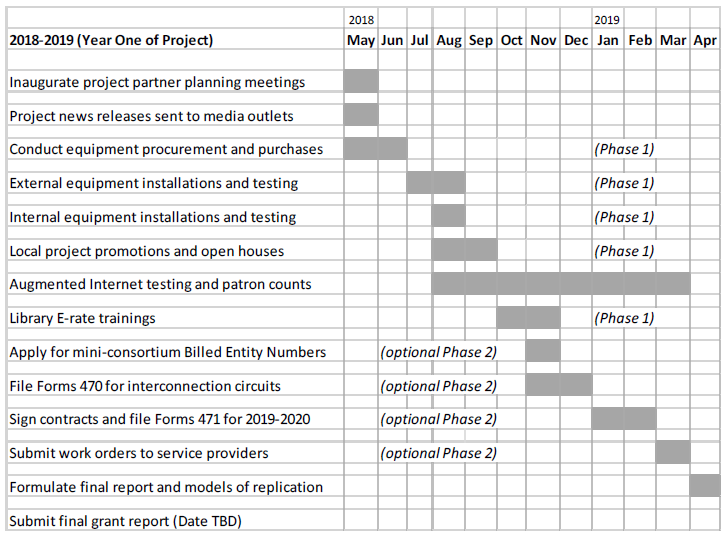 2018 2019
2018-2019 (Year One of Project) May Jun Jul Aug Sep Oct Nov Dec Jan Feb Mar Apr
Inaugurate project partner planning meetings
Project news releases sent to media outlets
Conduct equipment procurement and purchases (Phase 1)
External equipment installations and testing (Phase 1)
Internal equipment installations and testing (Phase 1)
Local project promotions and open houses (Phase 1)
Augmented Internet testing and patron counts
Library E-rate trainings (Phase 1)
Apply for mini-consortium Billed Entity Numbers (optional Phase 2)
File Forms 470 for interconnection circuits (optional Phase 2)
Sign contracts and file Forms 471 for 2019-2020 (optional Phase 2)
Submit work orders to service providers (optional Phase 2)
Formulate final report and models of replication
Submit final grant report (Date TBD)